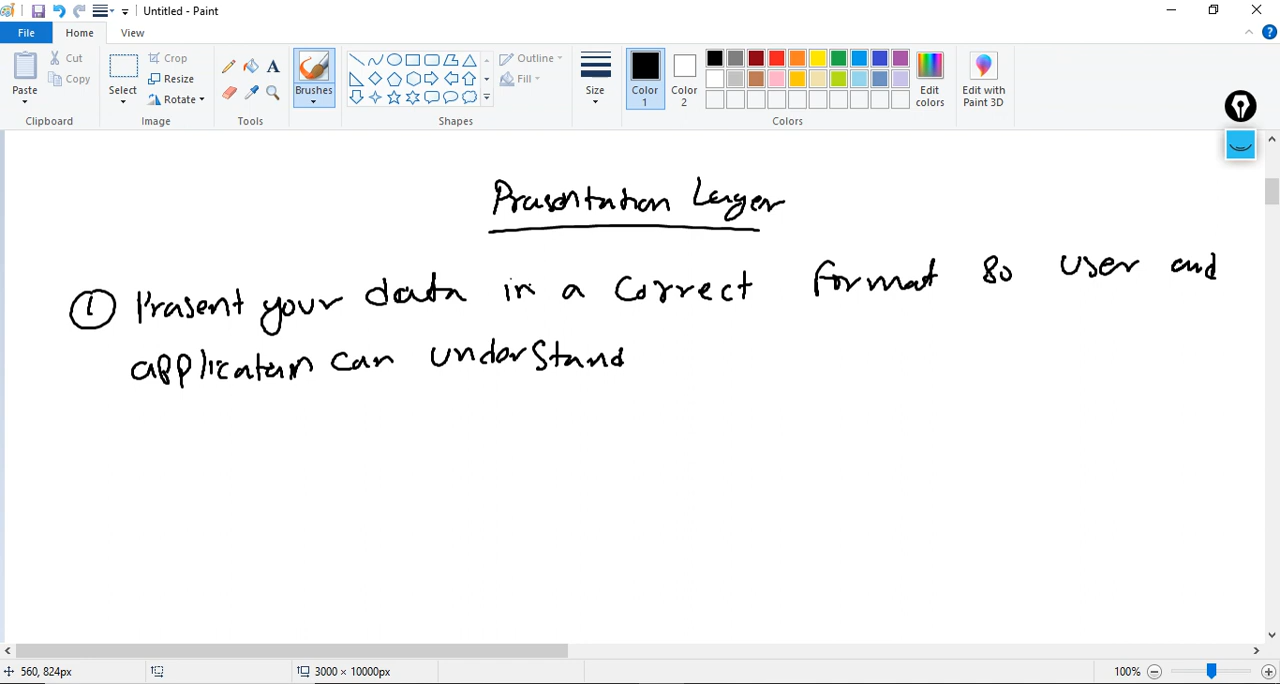 Untitled - Paint
File Home View
Paste Cut Copy Clipboard
Select Crop Resize Rotate Image
Tools
Brushes
Outline Fill Shapes
Size
Color 1 Color 2 Edit colors Colors
Edit with Paint 3D
Prasentation Layer
① Prasent your data in a correct format so user and
application can understand
560, 824px 3000 × 10000px 100%